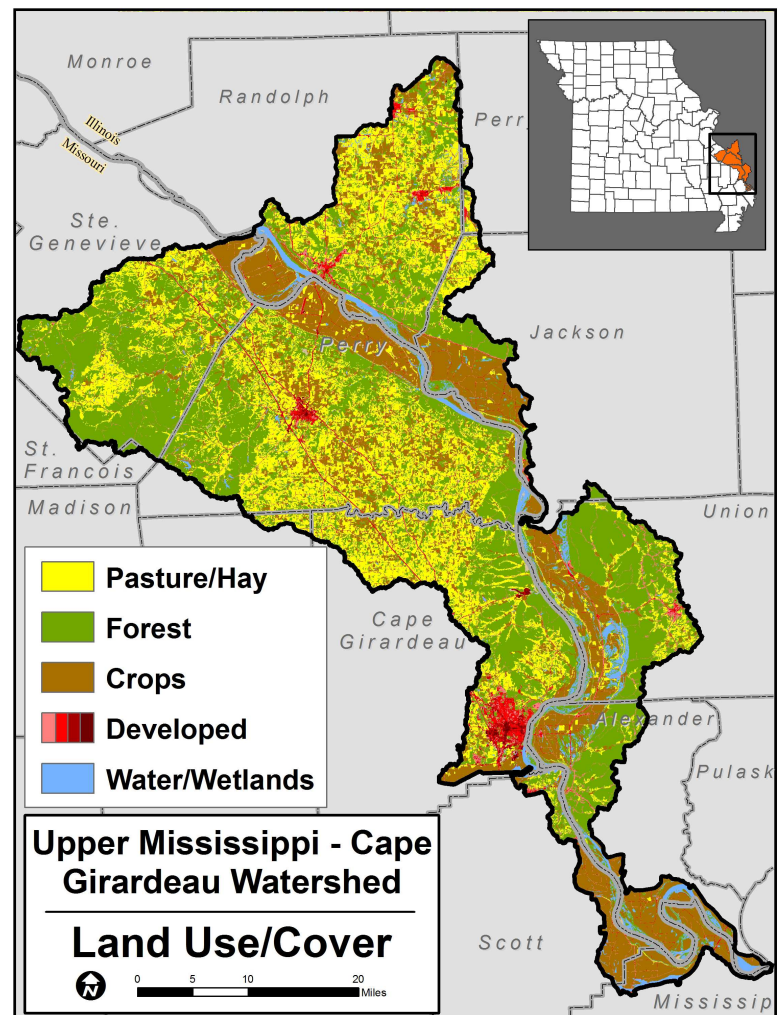 Monroe
Randolph
Perr
Illinois
Missouri
Ste.
Genevieve
Perry
Jackson
St.
Francois
Madison
Union
Pasture/Hay
Forest
Crops
Developed
Water/Wetlands
Cape
Girardeau
Alexander
Pulask
Upper Mississippi - Cape
Girardeau Watershed
Land Use/Cover
N
0 5 10 20
Miles
Scott
Mississip